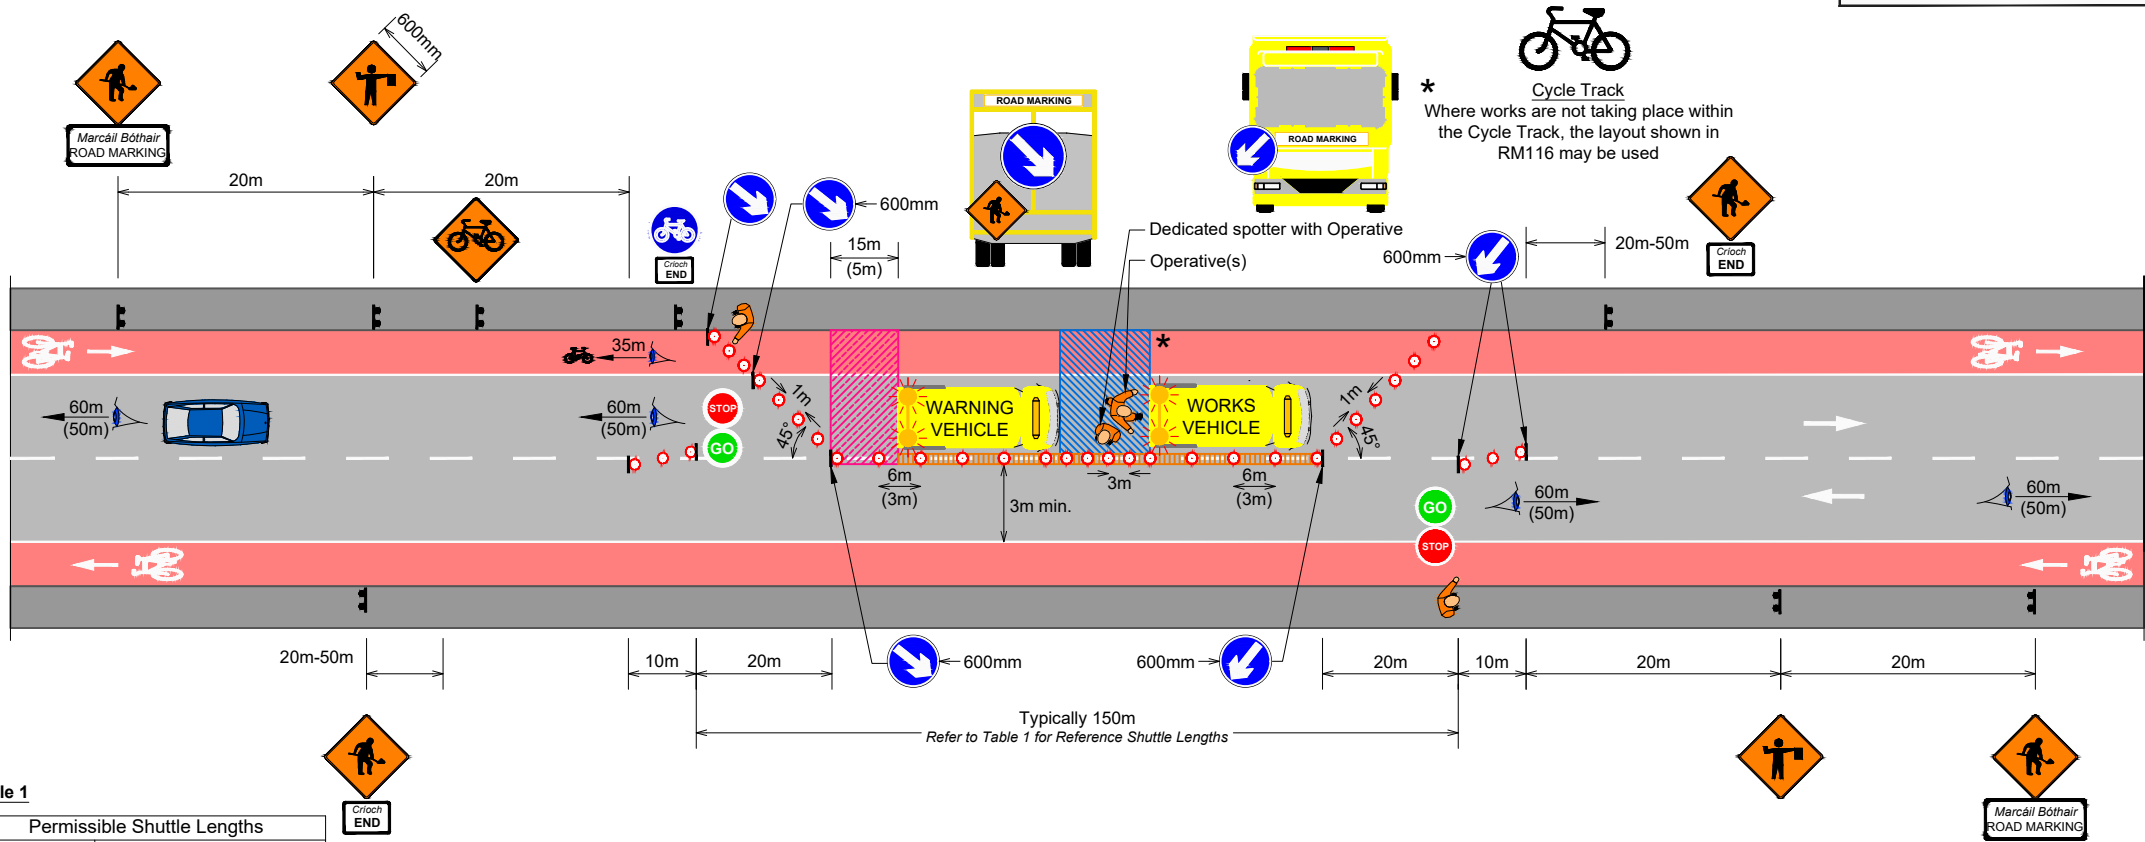 600mm
Marcáil Bóthair
ROAD MARKING
20m
20m
Críoch
END
600mm
15m
(5m)
ROAD MARKING
ROAD MARKING
*
Cycle Track
Where works are not taking place within
the Cycle Track, the layout shown in
RM116 may be used
Dedicated spotter with Operative
Operative(s)
600mm
20m-50m
Críoch
END
35m
*
60m
(50m)
60m
(50m)
STOP
GO
1m
45°
WARNING
VEHICLE
WORKS
VEHICLE
1m
45°
6m
(3m)
3m
6m
(3m)
3m min.
GO
STOP
60m
(50m)
60m
(50m)
20m-50m
10m
20m
600mm
600mm
20m
10m
20m
20m
Typically 150m
Refer to Table 1 for Reference Shuttle Lengths
Críoch
END
Marcáil Bóthair
ROAD MARKING
le 1
Permissible Shuttle Lengths